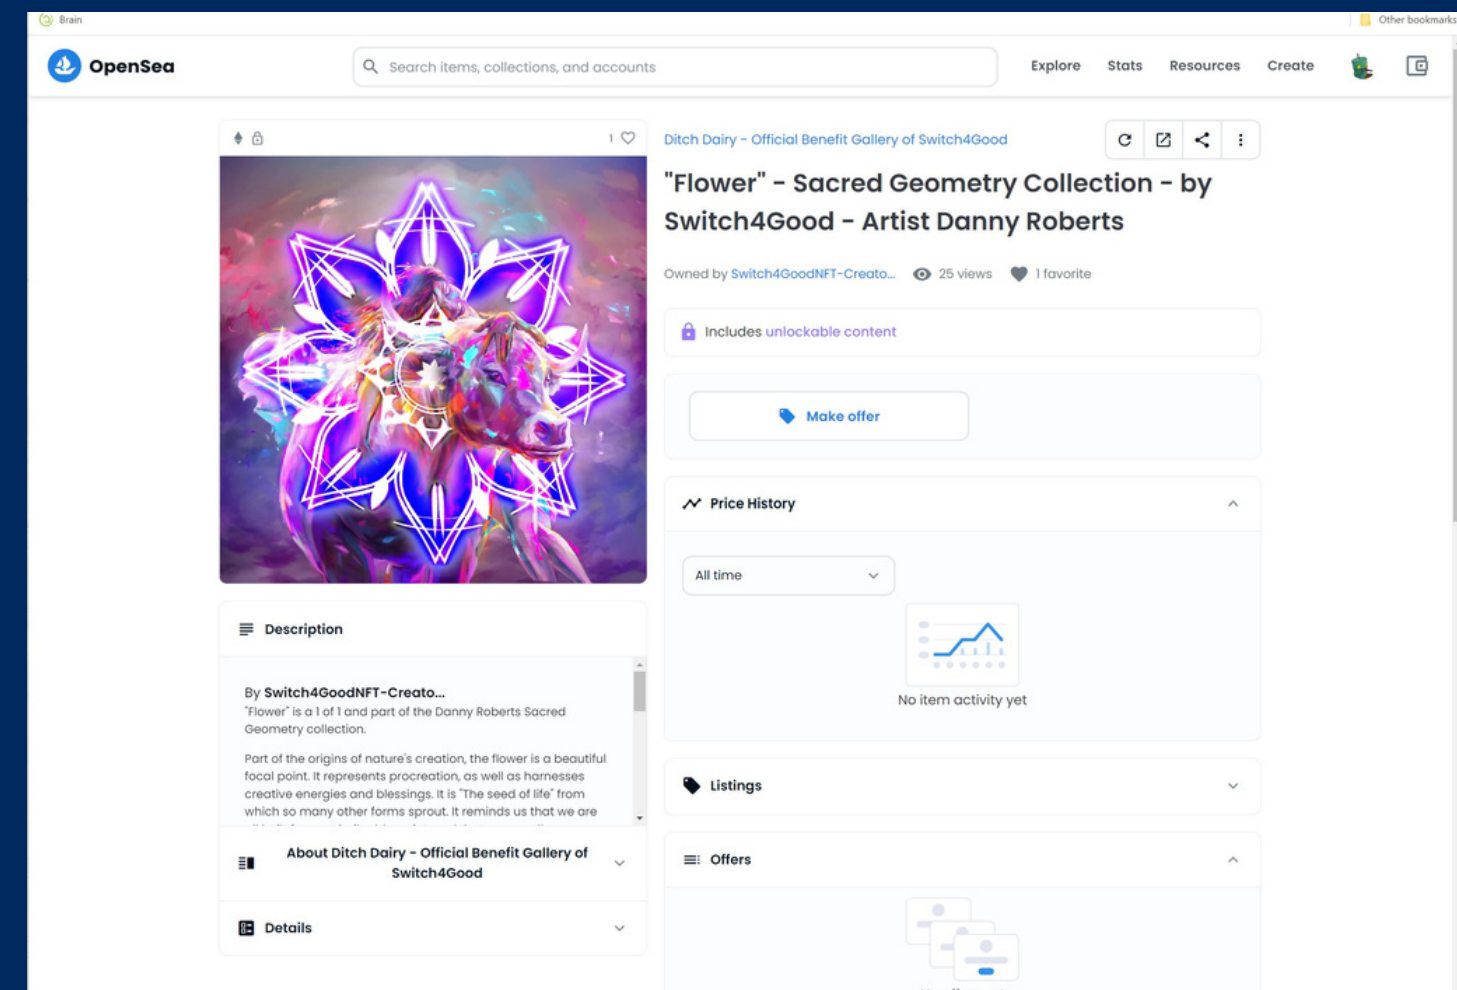 Brain
Other bookmarks
OpenSea
Search items, collections, and accounts
Explore
Stats
Resources
Create
1
Ditch Dairy - Official Benefit Gallery of Switch4Good
"Flower" - Sacred Geometry Collection - by
Switch4Good - Artist Danny Roberts
Owned by Switch4GoodNFT-Creato...
25 views
1 favorite
Includes unlockable content
Make offer
Price History
All time
No item activity yet
Listings
Offers
Description
By Switch4GoodNFT-Creato...
"Flower" is a 1 of 1 and part of the Danny Roberts Sacred
Geometry collection.
Part of the origins of nature's creation, the flower is a beautiful
focal point. It represents procreation, as well as harnesses
creative energies and blessings. It is "The seed of life" from
which so many other forms sprout. It reminds us that we are
About Ditch Dairy - Official Benefit Gallery of
Switch4Good
Details